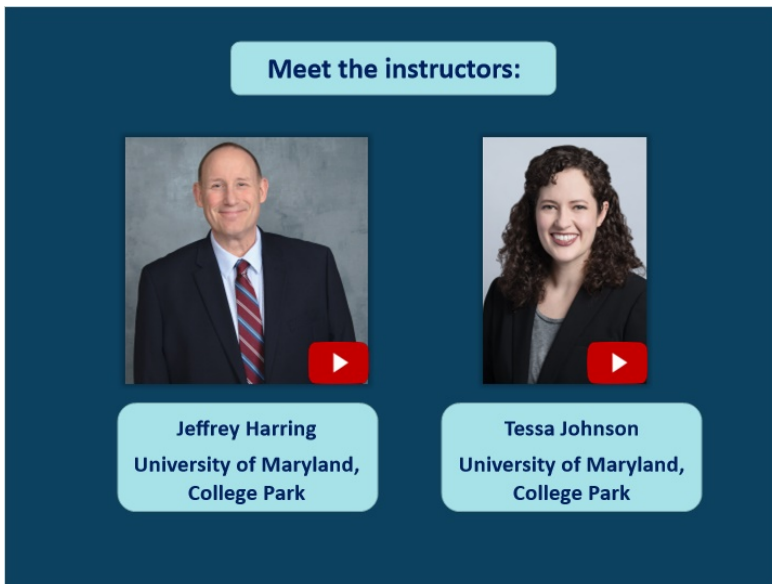 Meet the instructors:
Jeffrey Harring
University of Maryland,
College Park
Tessa Johnson
University of Maryland,
College Park